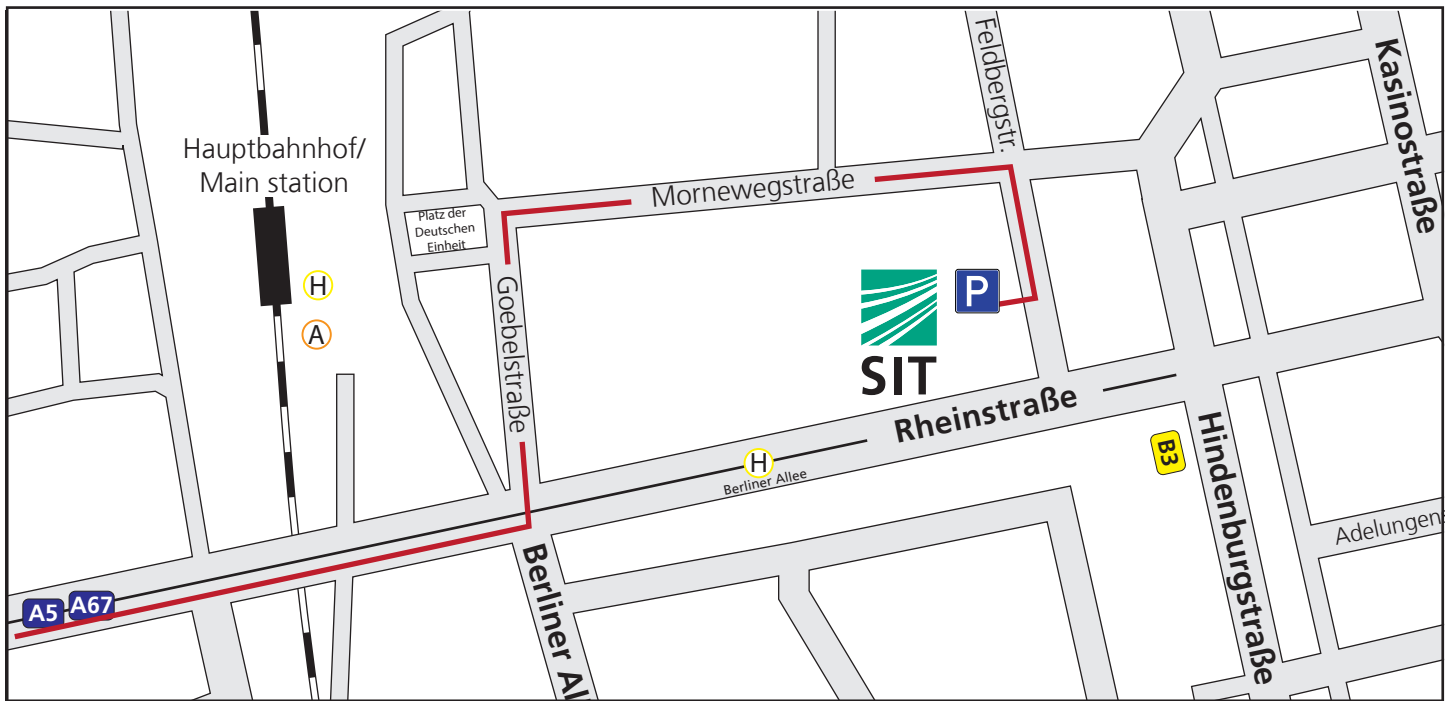 Hauptbahnhof/
Main station
H
A
Platz der
Deutschen
Einheit
Goebelstraße
Mornewegstraße
Feldbergstr.
Kasinostraße
P
SIT
Rheinstraße
H
Berliner Allee
B3
Hindenburgstraße
Adelungens
A5
A67
Berliner Al